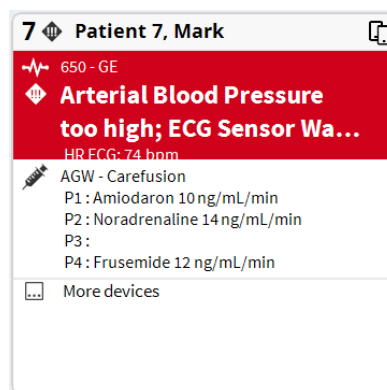 7 Patient 7, Mark
650 - GE
Arterial Blood Pressure
too high; ECG Sensor Wa...
HR ECG: 74 bpm
AGW - Carefusion
P1 : Amiodaron 10 ng/mL/min
P2 : Noradrenaline 14 ng/mL/min
P3 :
P4 : Frusemide 12 ng/mL/min
More devices